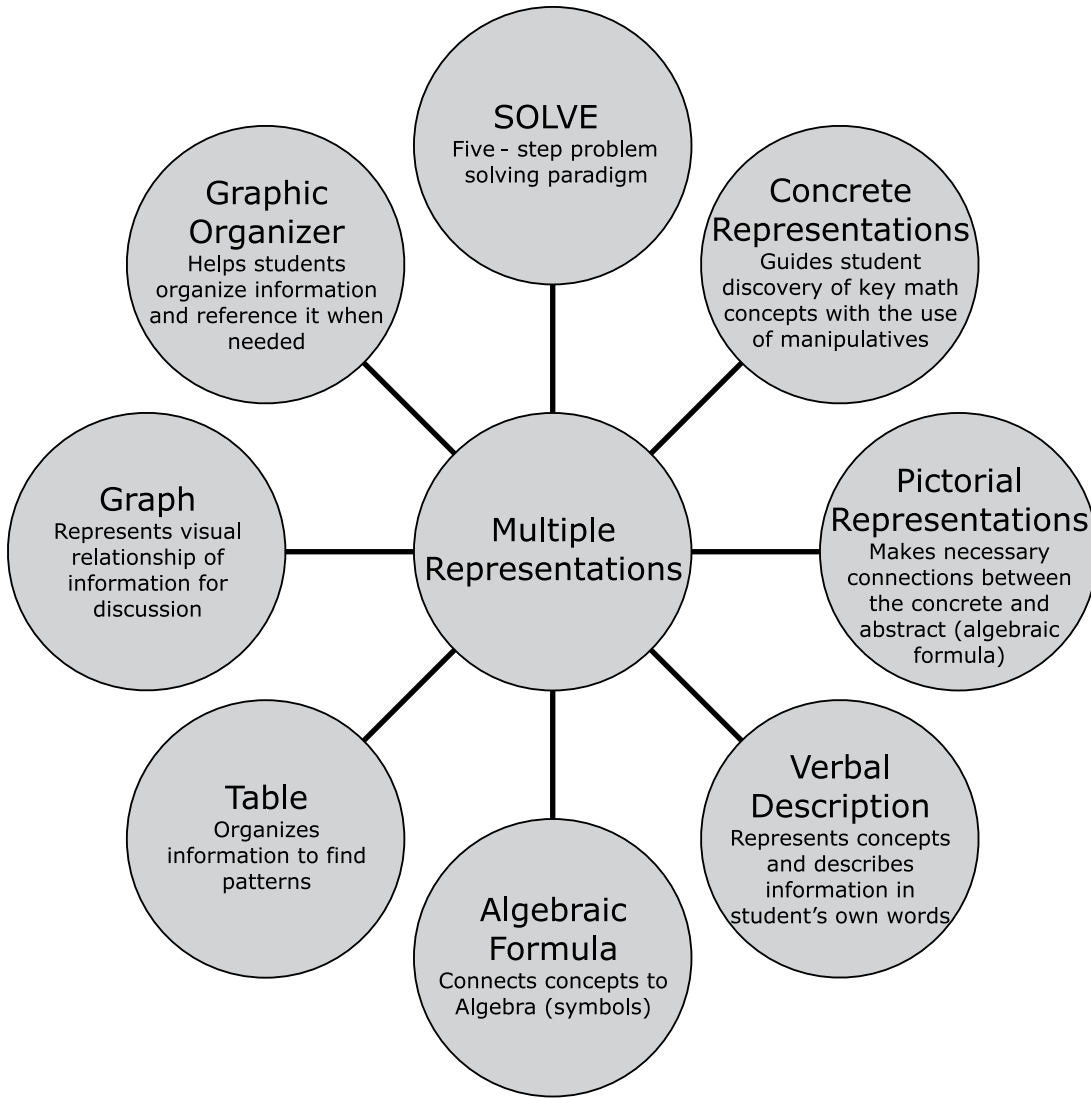 SOLVE
Five - step problem
solving paradigm
Concrete
Representations
Guides student
discovery of key math
concepts with the use
of manipulatives
Pictorial
Representations
Makes necessary
connections between
the concrete and
abstract (algebraic
formula)
Verbal
Description
Represents concepts
and describes
information in
student’s own words
Algebraic
Formula
Connects concepts to
Algebra (symbols)
Table
Organizes
information to find
patterns
Graph
Represents visual
relationship of
information for
discussion
Graphic
Organizer
Helps students
organize information
and reference it when
needed
Multiple
Representations